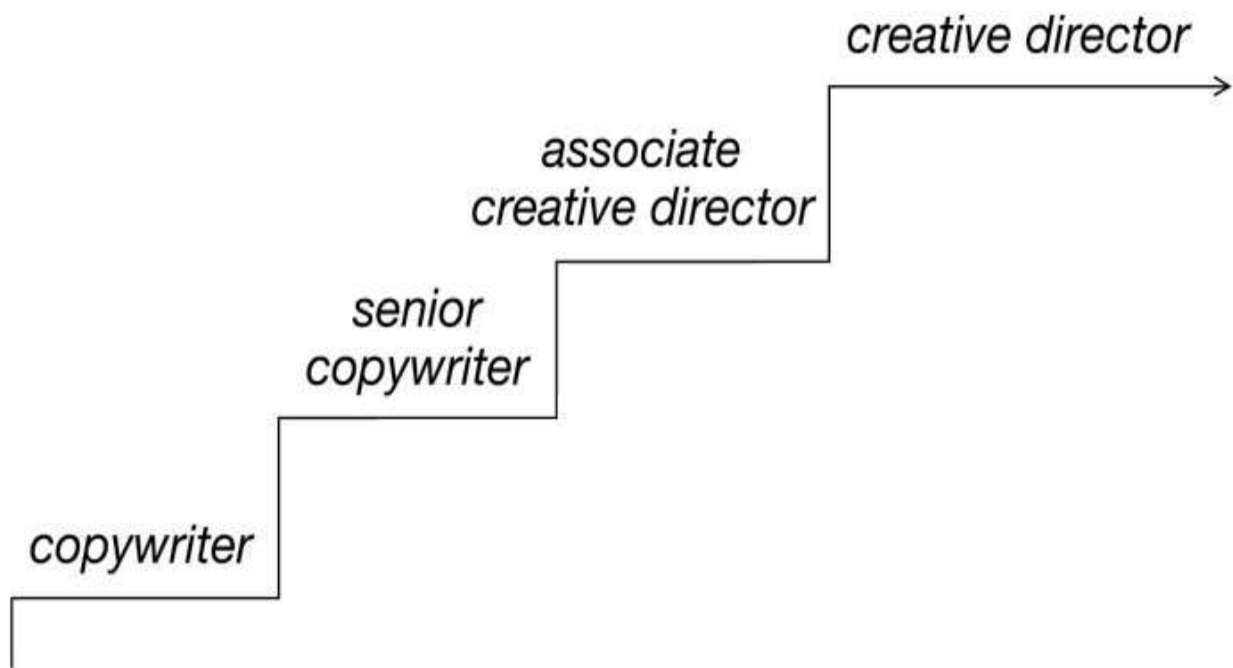 creative director
associate
creative director
senior
copywriter
copywriter